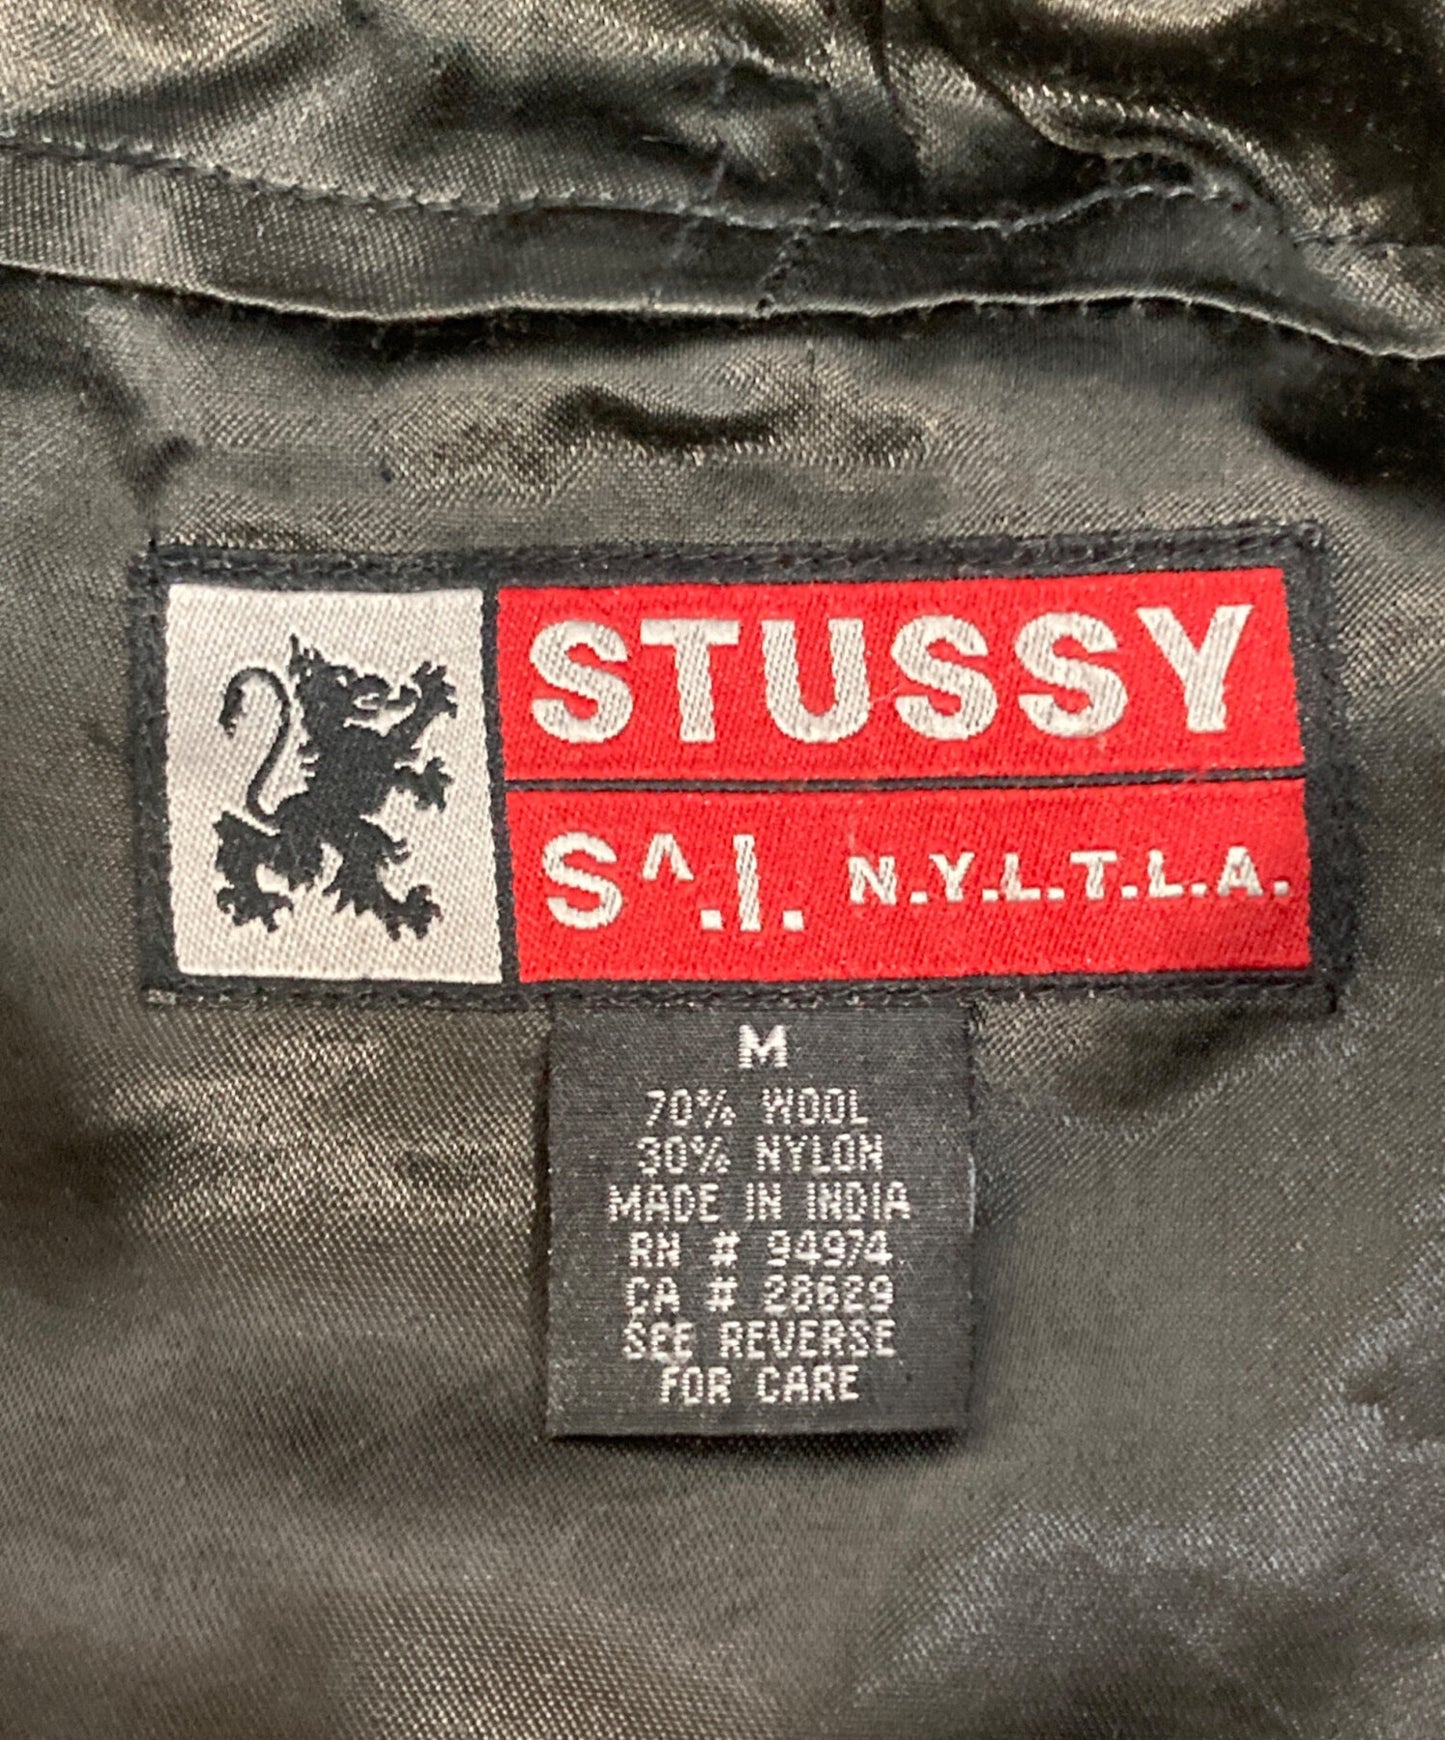 STUSSY
S^.I. N.Y.L.T.L.A.
M
70% WOOL
30% NYLON
MADE IN INDIA
RN # 94974
CA # 28629
SEE REVERSE
FOR CARE